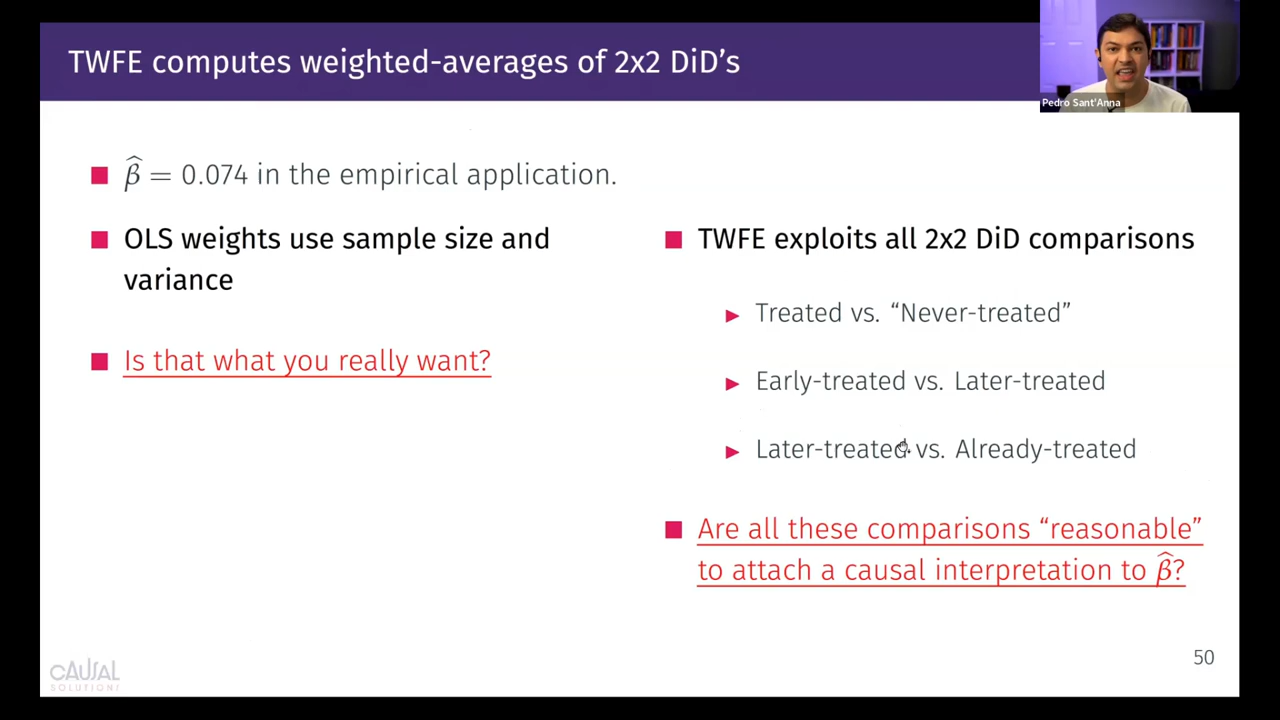 TWFE computes weighted-averages of 2x2 DiD's
Pedro Sant'Anna
β̂ = 0.074 in the empirical application.
OLS weights use sample size and
variance
Is that what you really want?
TWFE exploits all 2x2 DiD comparisons
Treated vs. “Never-treated”
Early-treated vs. Later-treated
Later-treated vs. Already-treated
Are all these comparisons “reasonable”
to attach a causal interpretation to β̂?
50
CAUSAL
SOLUTIONS